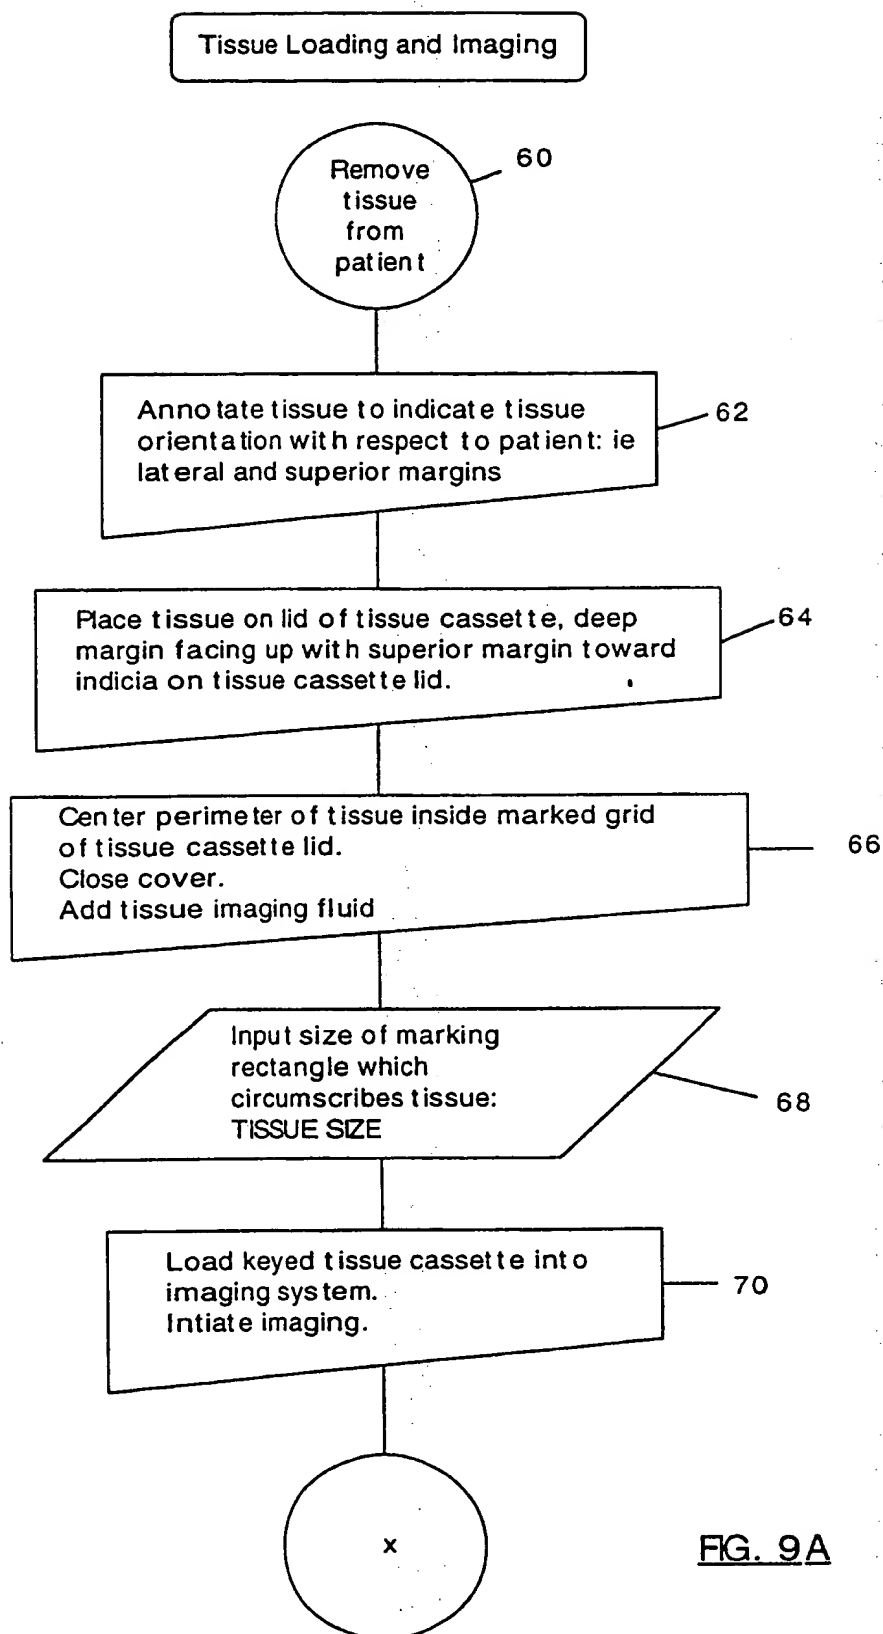 Tissue Loading and Imaging
Remove
tissue
from
patient
60
Annotate tissue to indicate tissue
orientation with respect to patient: ie
lateral and superior margins
62
Place tissue on lid of tissue cassette, deep
margin facing up with superior margin toward
indicia on tissue cassette lid.
64
Center perimeter of tissue inside marked grid
of tissue cassette lid.
Close cover.
Add tissue imaging fluid
66
Input size of marking
rectangle which
circumscribes tissue:
TISSUE SIZE
68
Load keyed tissue cassette into
imaging system.
Intiate imaging.
70
x
FIG. 9A